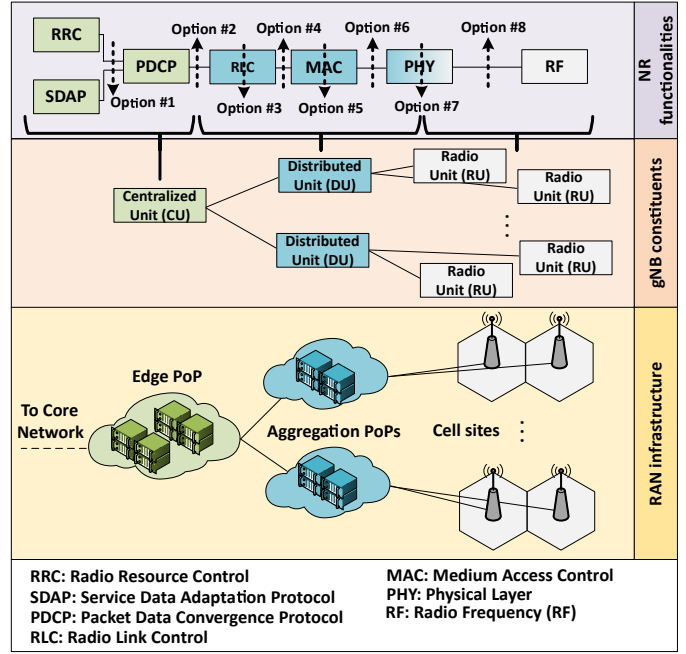 Option #2
Option #4
Option #6
Option #8
RRC
PDCP
RLC
MAC
PHY
RF
SDAP
Option #1
Option #3
Option #5
Option #7
NR
functionalities
Centralized
Unit (CU)
Distributed
Unit (DU)
Radio
Unit (RU)
Radio
Unit (RU)
Distributed
Unit (DU)
Radio
Unit (RU)
Radio
Unit (RU)
gNB constituents
Edge PoP
To Core
Network
Aggregation PoPs
Cell sites
RAN infrastructure
RRC: Radio Resource Control
SDAP: Service Data Adaptation Protocol
PDCP: Packet Data Convergence Protocol
RLC: Radio Link Control
MAC: Medium Access Control
PHY: Physical Layer
RF: Radio Frequency (RF)